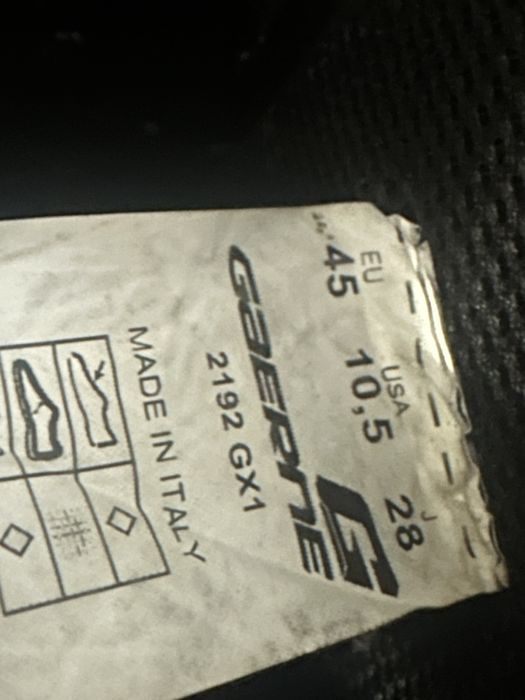 EU USA J
45 10,5 28
GAERNE G
2192 GX1
MADE IN ITALY